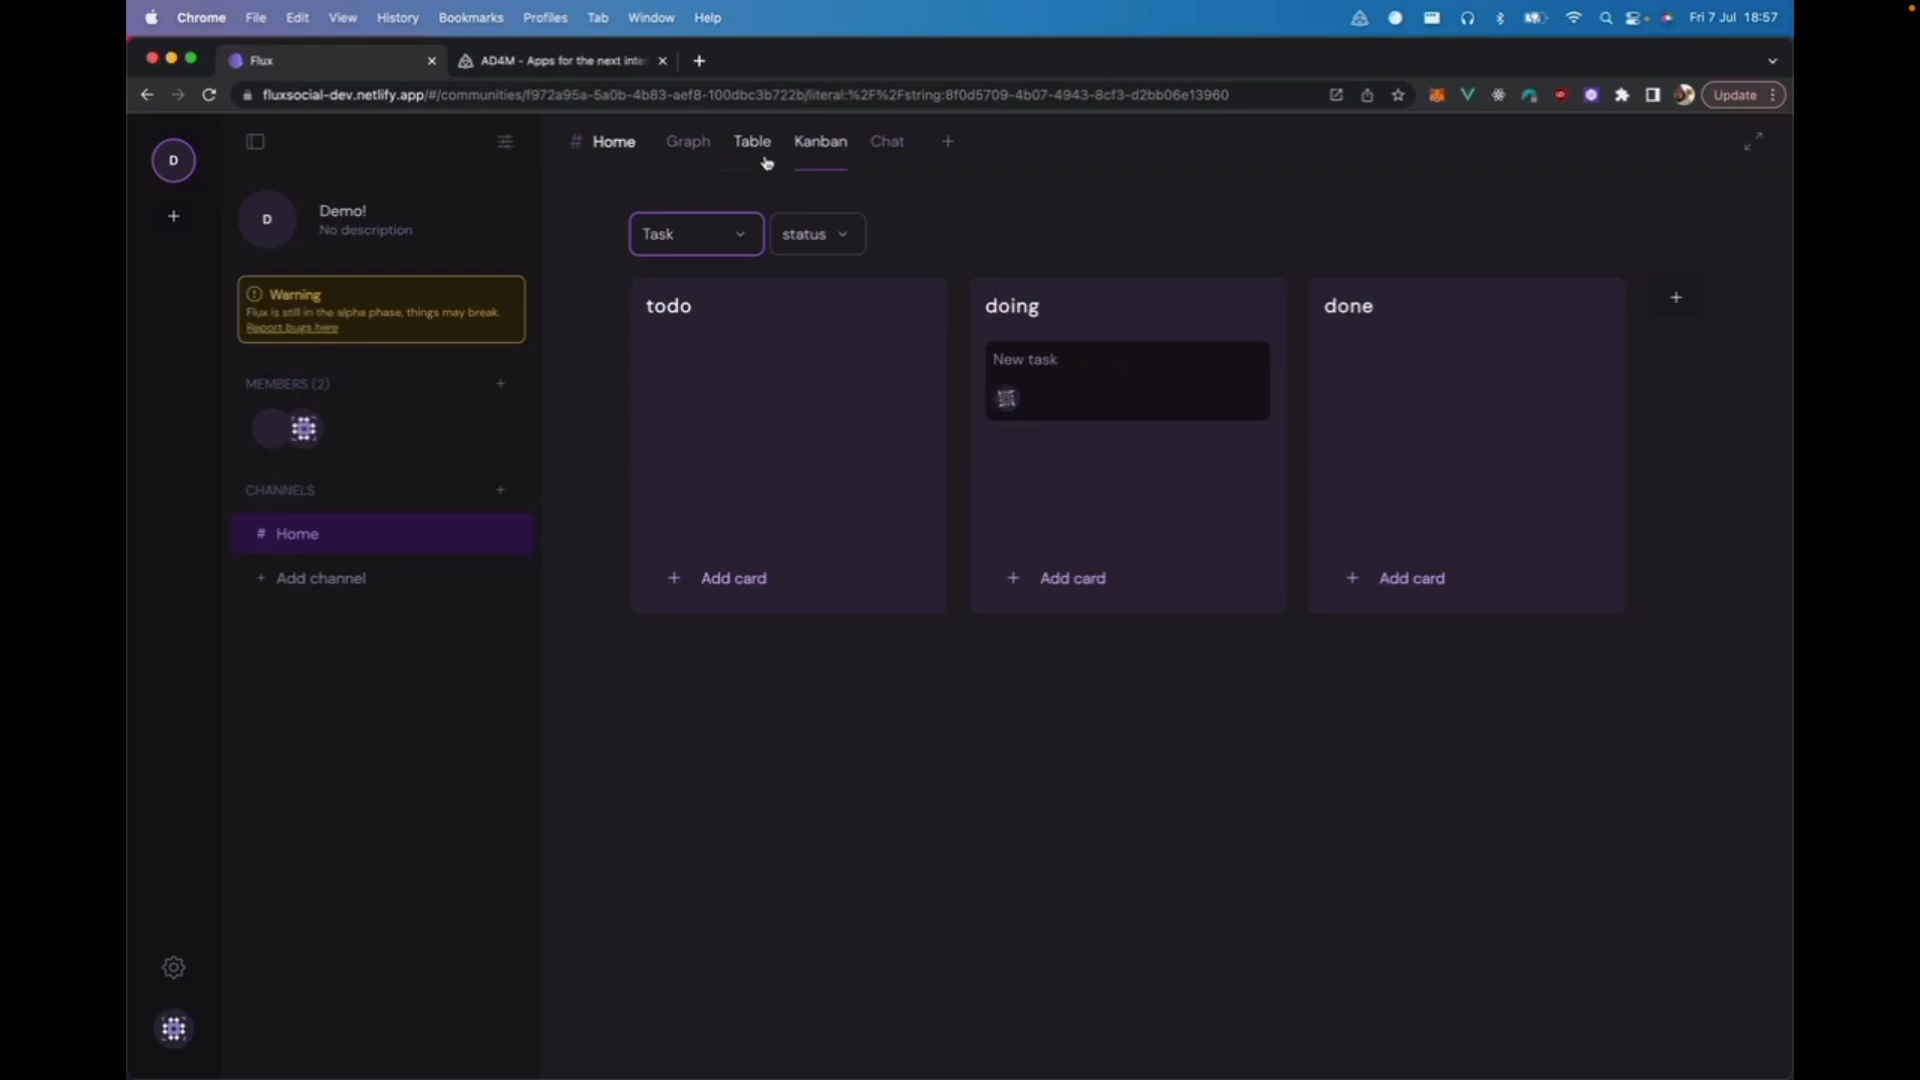 Chrome File Edit View History Bookmarks Profiles Tab Window Help Fri 7 Jul 18:57
Flux AD4M - Apps for the next inter
fluxsocial-dev.netlify.app/#/communities/f972a95a-5a0b-4b83-aef8-100dbc3b722b/literal:%2F%2Fstring:8f0d5709-4b07-4943-8cf3-d2bb06e13960 Update
# Home Graph Table Kanban Chat +
D
+
D
Demo!
No description
Warning
Flux is still in the alpha phase, things may break.
Report bugs here
MEMBERS (2) +
CHANNELS +
# Home
+ Add channel
Task status
todo doing done +
New task
+ Add card + Add card + Add card